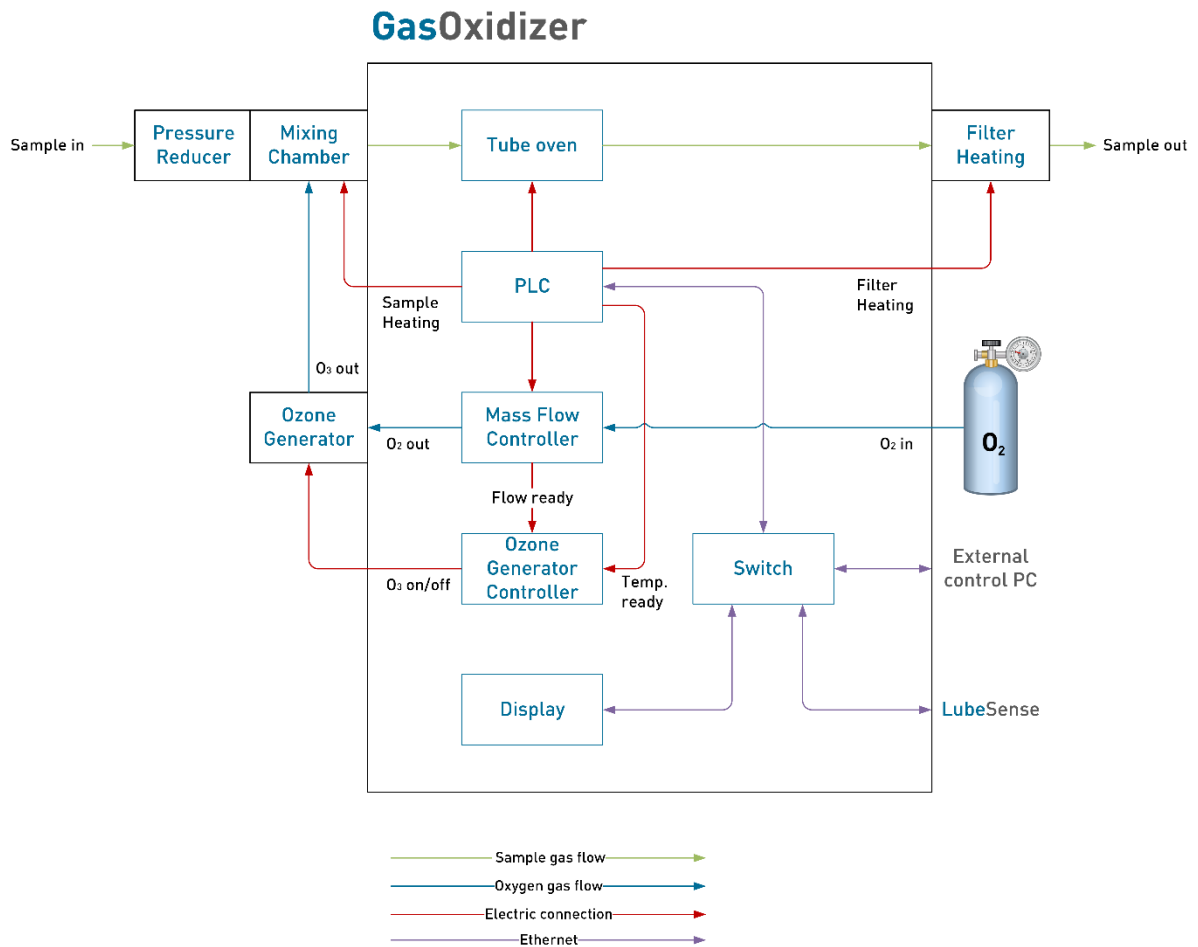 GasOxidizer
Sample in
Pressure
Reducer
Mixing
Chamber
Tube oven
Filter
Heating
Sample out
PLC
Sample
Heating
Filter
Heating
O₃ out
Ozone
Generator
O₂ out
Mass Flow
Controller
O₂ in
O₂
Flow ready
Ozone
Generator
Controller
O₃ on/off
Temp.
ready
Switch
External
control PC
Display
LubeSense
Sample gas flow
Oxygen gas flow
Electric connection
Ethernet